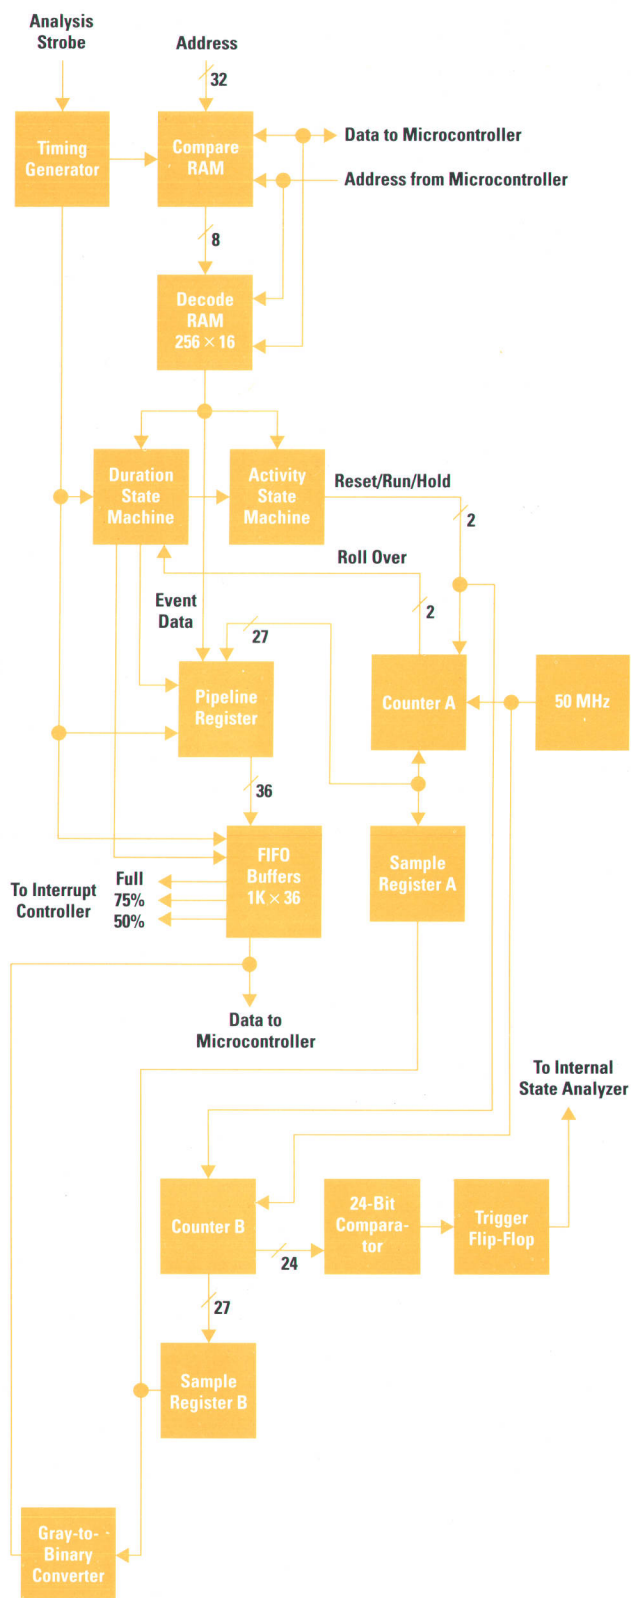 Analysis
Strobe
Address
32
Timing
Generator
Compare
RAM
Data to Microcontroller
Address from Microcontroller
8
Decode
RAM
256 × 16
Duration
State
Machine
Activity
State
Machine
Reset/Run/Hold
2
Roll Over
2
Event
Data
27
Pipeline
Register
Counter A
50 MHz
36
FIFO
Buffers
1K × 36
Sample
Register A
To Interrupt
Controller
Full
75%
50%
Data to
Microcontroller
To Internal
State Analyzer
Counter B
24
24-Bit
Compara-
tor
Trigger
Flip-Flop
27
Sample
Register B
Gray-to-
Binary
Converter